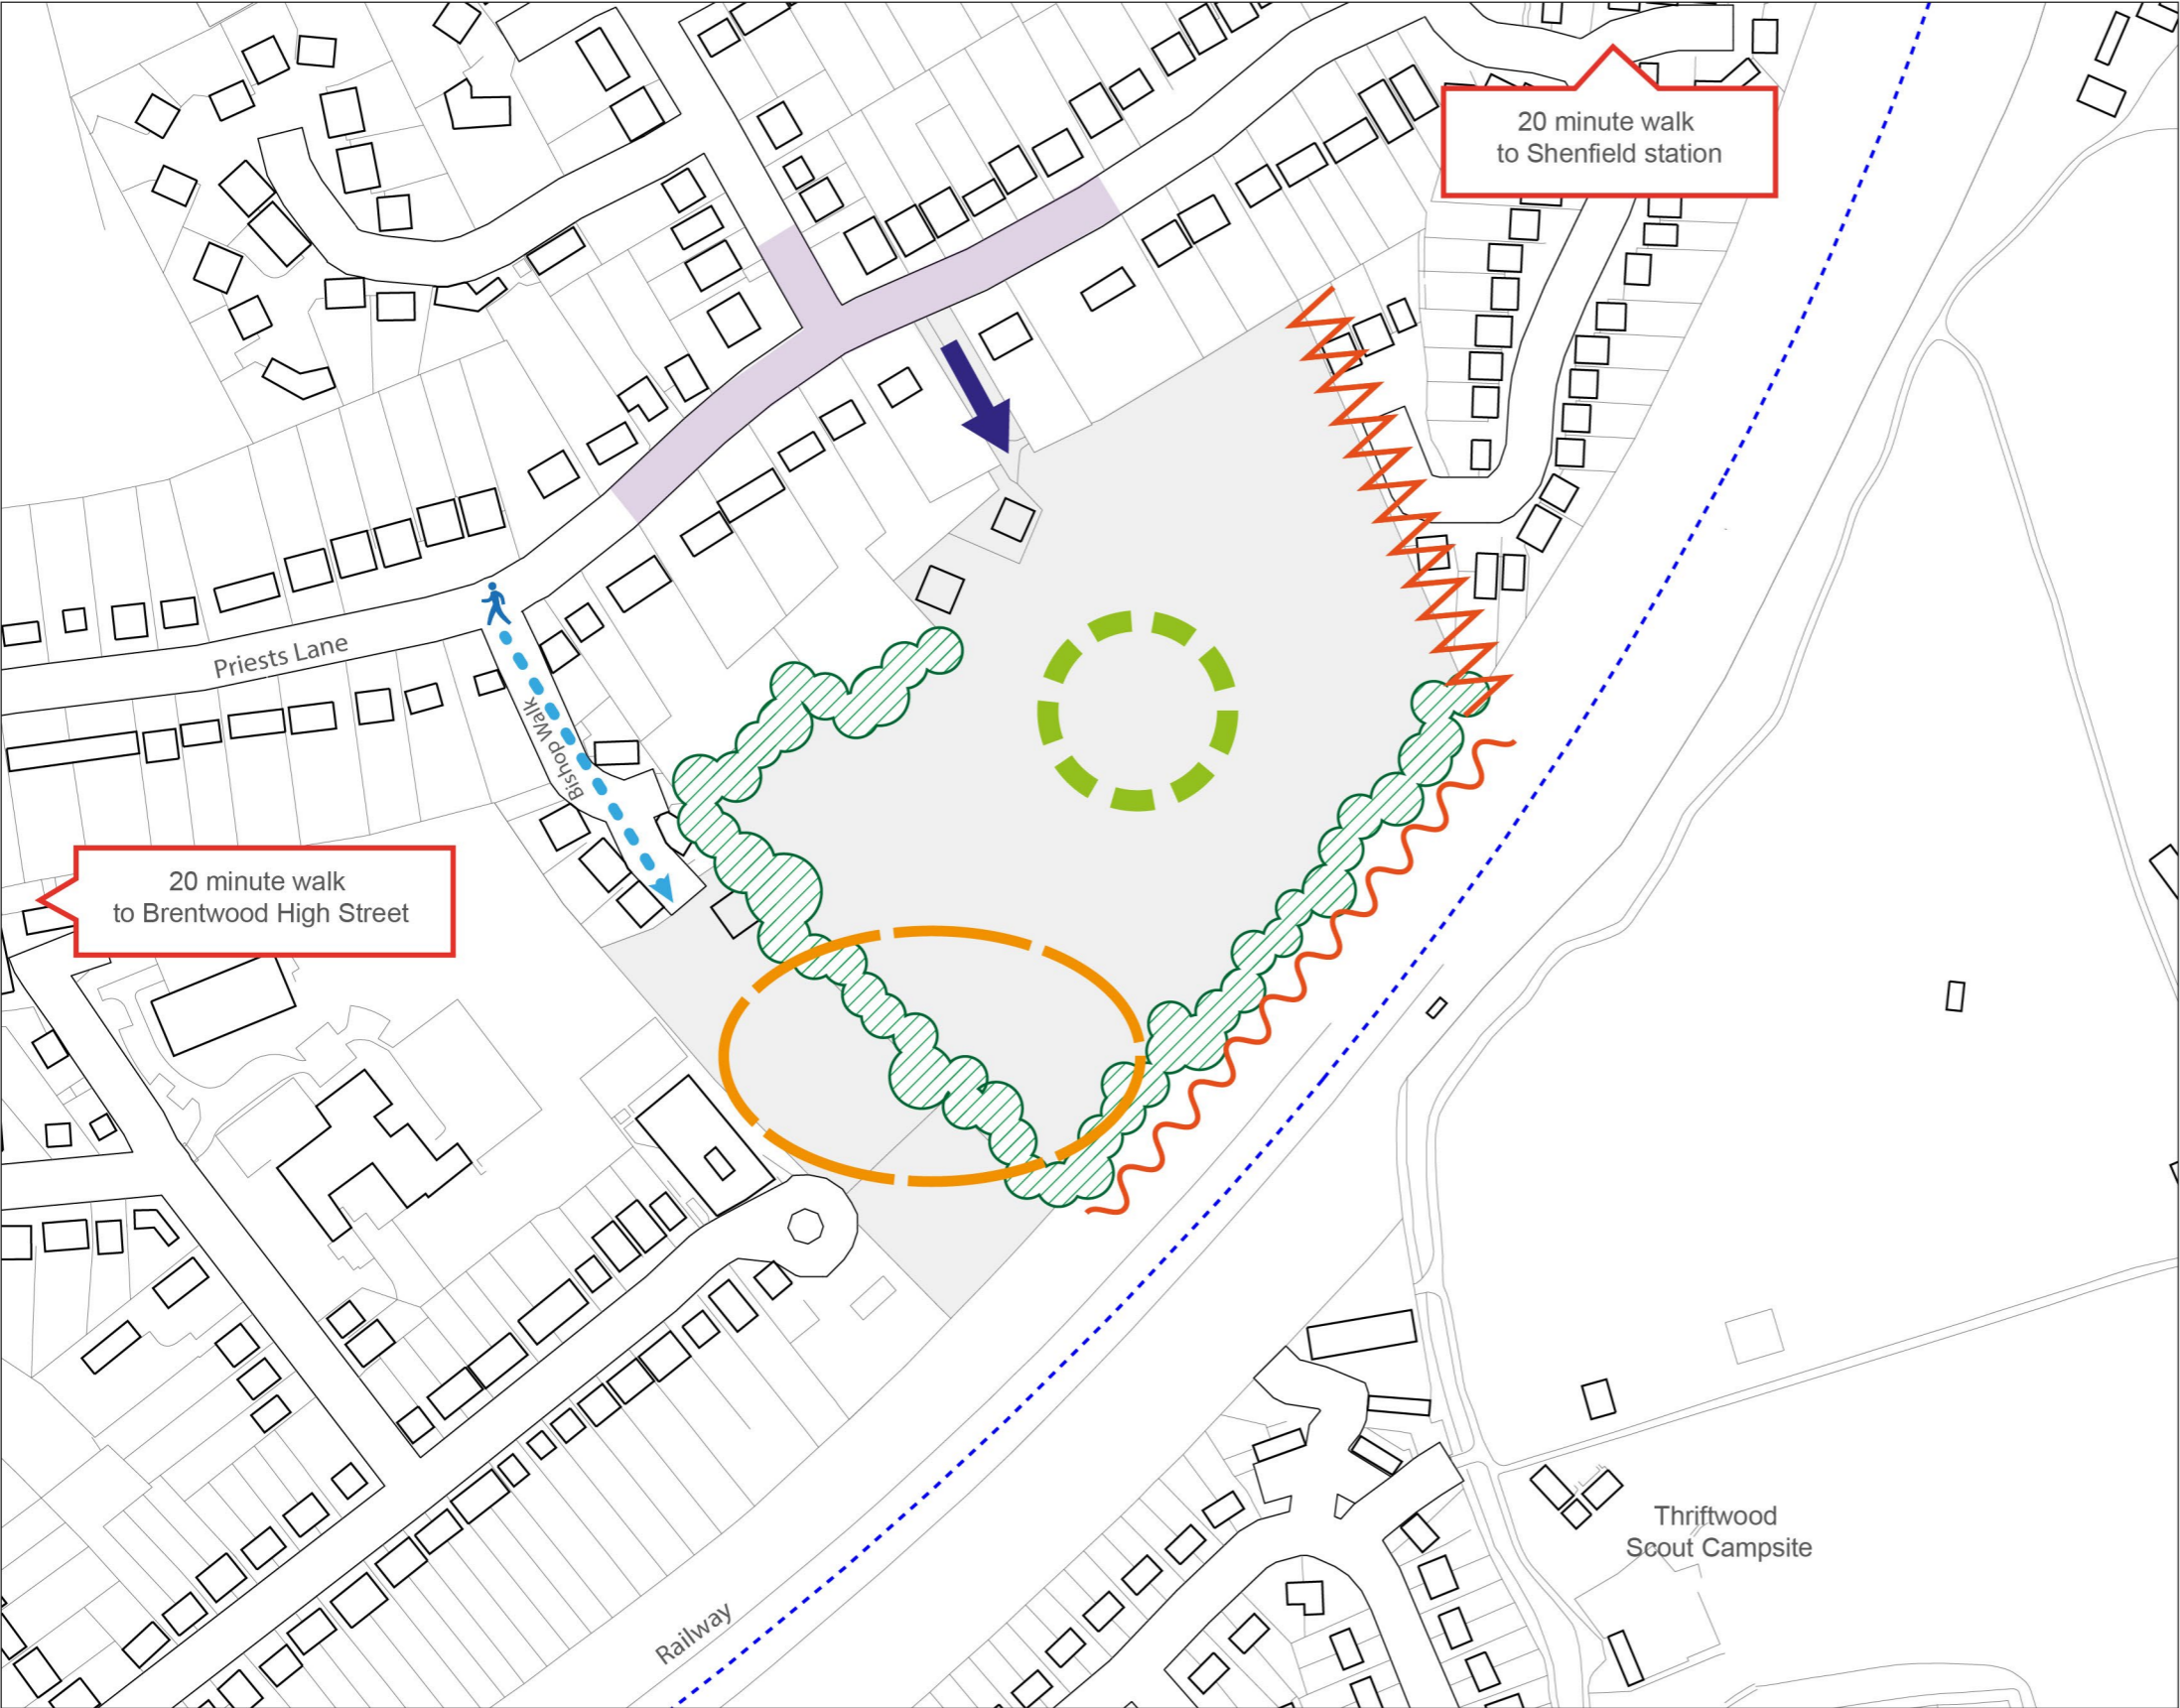 20 minute walk
to Shenfield station
Priests Lane
Bishop Walk
20 minute walk
to Brentwood High Street
Thriftwood
Scout Campsite
Railway